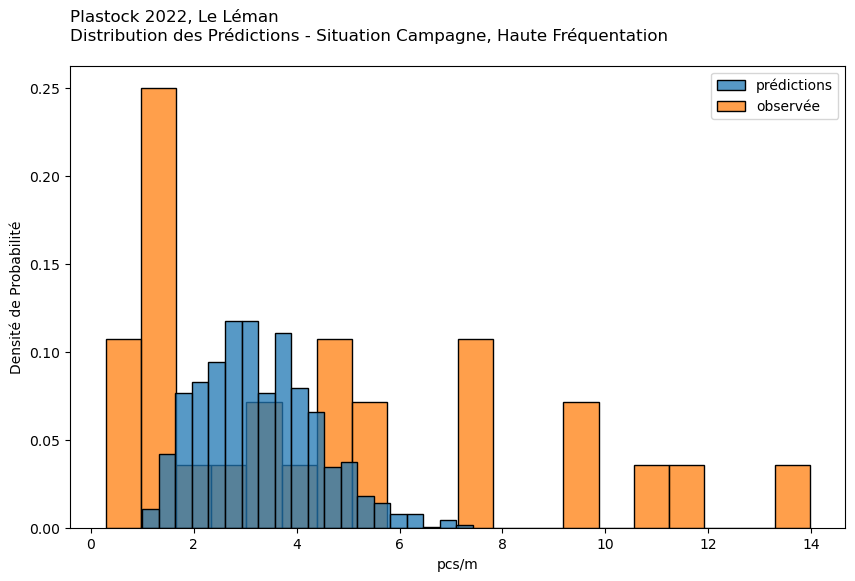 Plastock 2022, Le Léman
Distribution des Prédictions - Situation Campagne, Haute Fréquentation
prédictions
observée
Densité de Probabilité
0.25
0.20
0.15
0.10
0.05
0.00
0 2 4 6 8 10 12 14
pcs/m